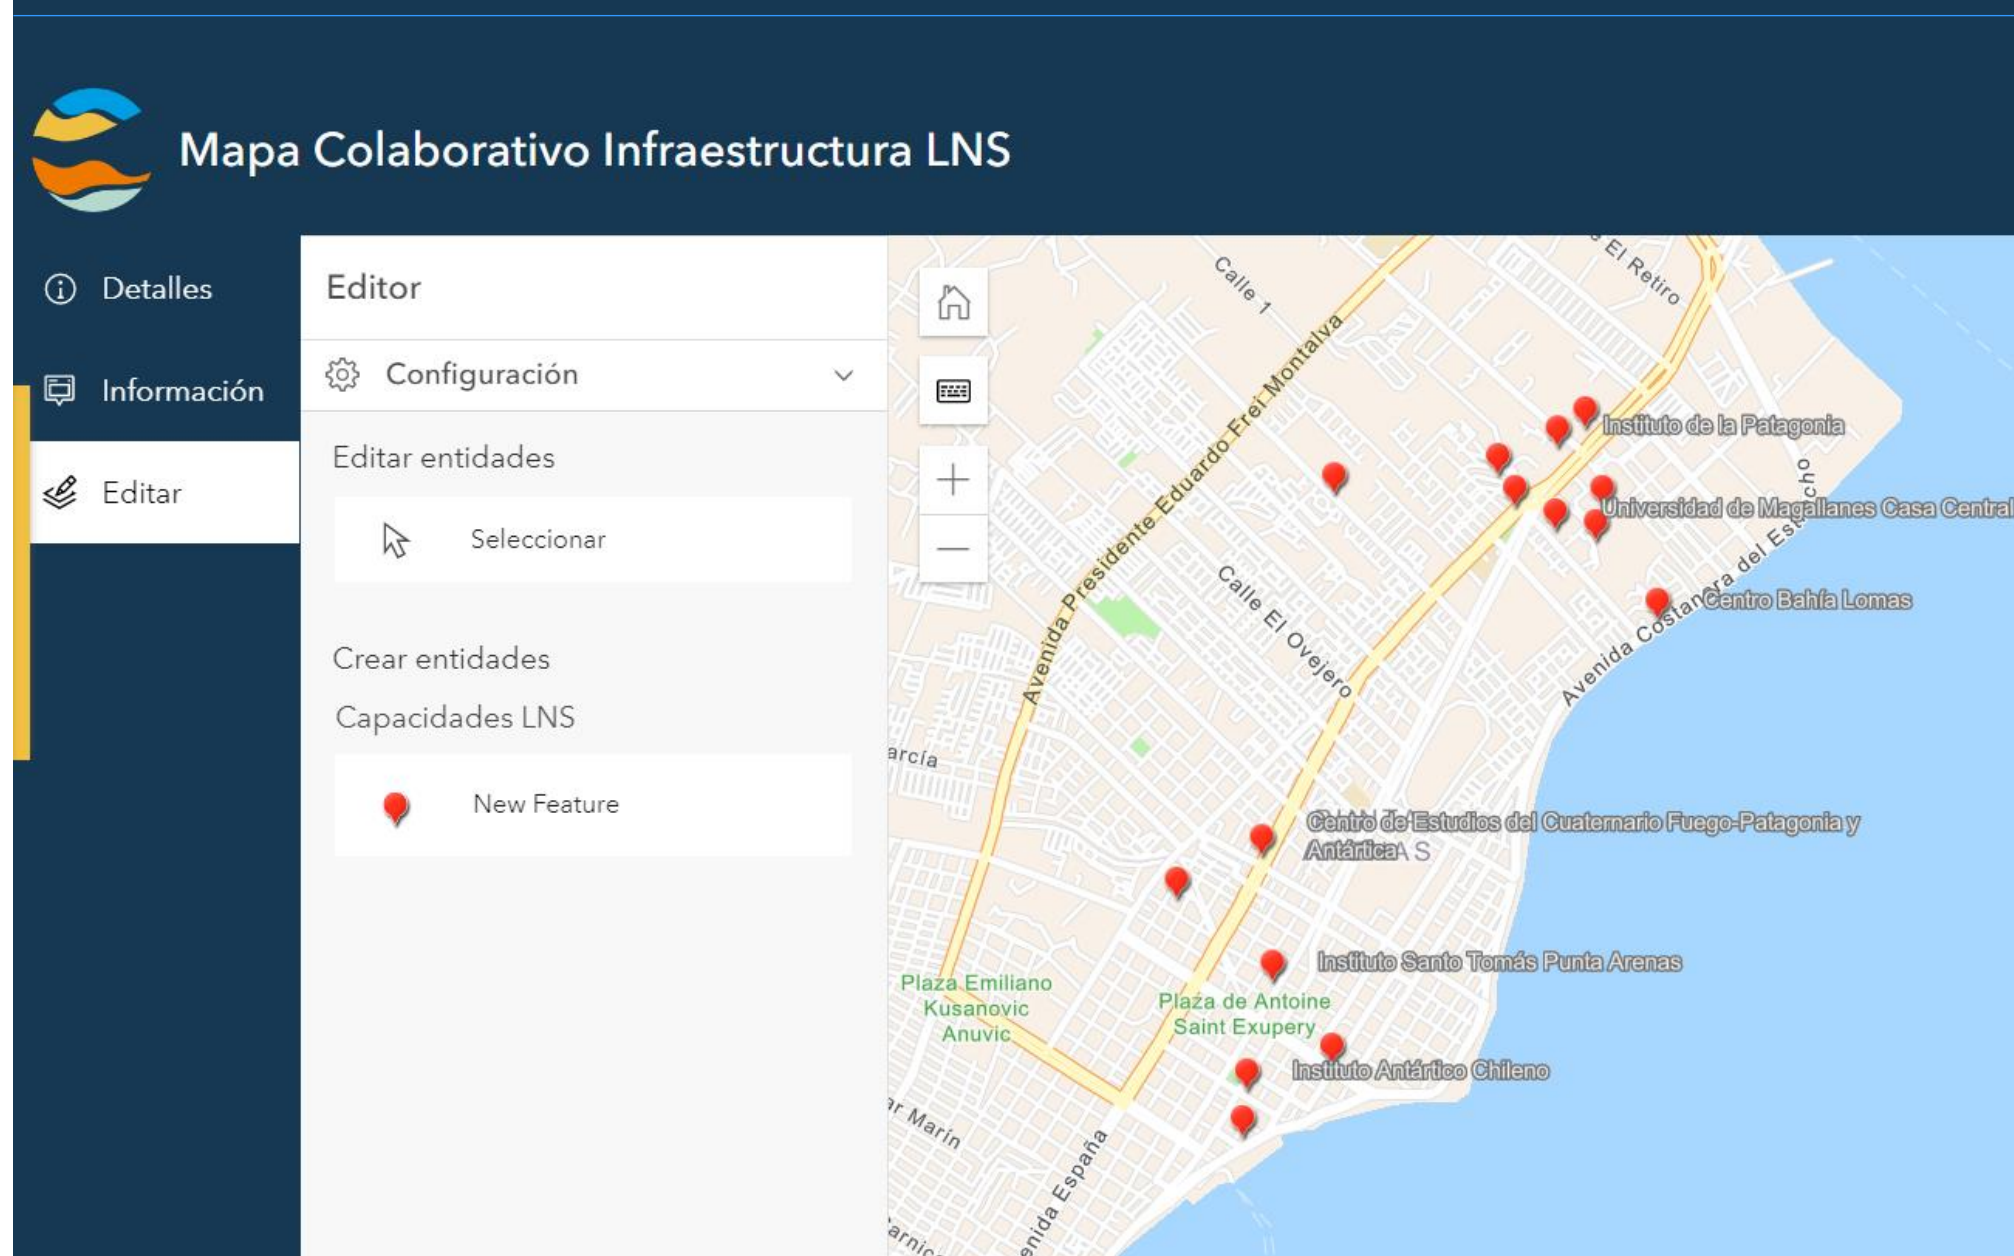 Mapa Colaborativo Infraestructura LNS
Detalles
Información
Editar
Editor
Configuración
Editar entidades
Seleccionar
Crear entidades
Capacidades LNS
New Feature
Calle 1
El Retiro
Avenida Presidente Eduardo Frei Montalva
Instituto de la Patagonia
Universidad de Magallanes Casa Central
Centro Bahía Lomas
Avenida Costanera del Estrecho
Calle El Ovejero
arcía
Centro de Estudios del Cuaternario Fuego-Patagonia y
Antártica
A S
Instituto Santo Tomás Punta Arenas
Plaza Emiliano
Kusanovic
Anuvic
Plaza de Antoine
Saint Exupery
Instituto Antártico Chileno
ar Marín
enida España
arnic